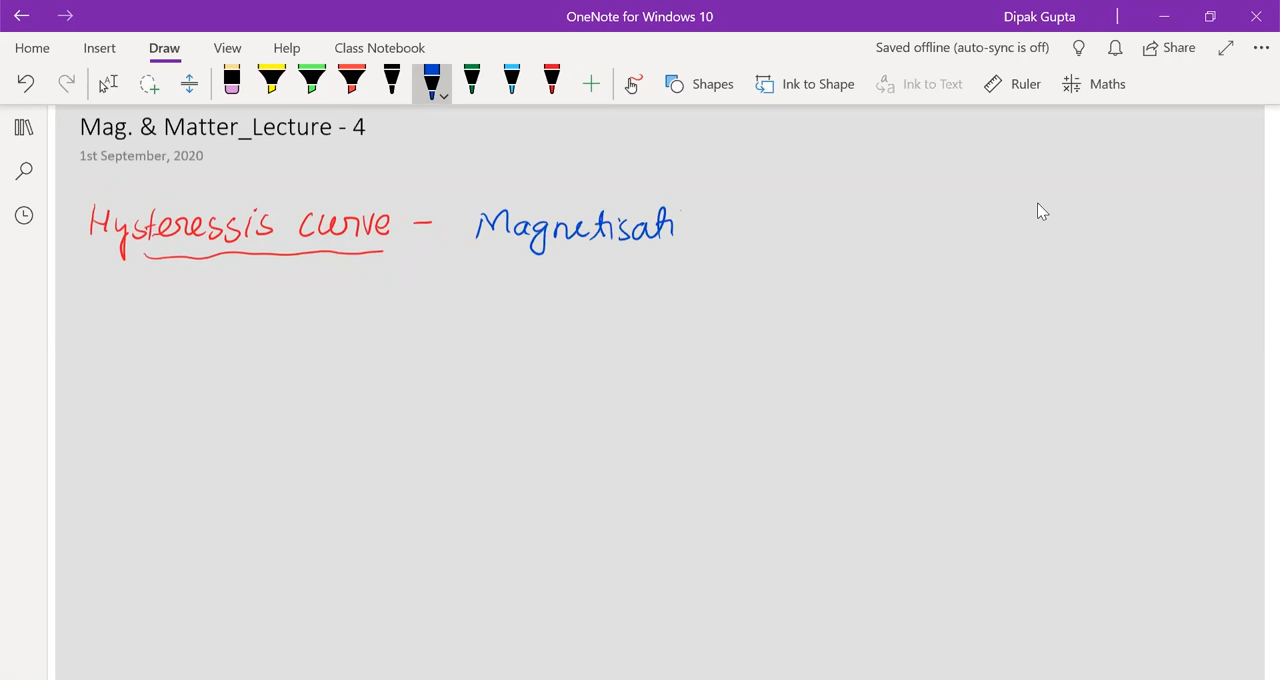 OneNote for Windows 10
Dipak Gupta
Home Insert Draw View Help Class Notebook
Saved offline (auto-sync is off) Share
Shapes Ink to Shape Ink to Text Ruler Maths
Mag. & Matter_Lecture - 4
1st September, 2020
Hysteressis curve - Magnetisati